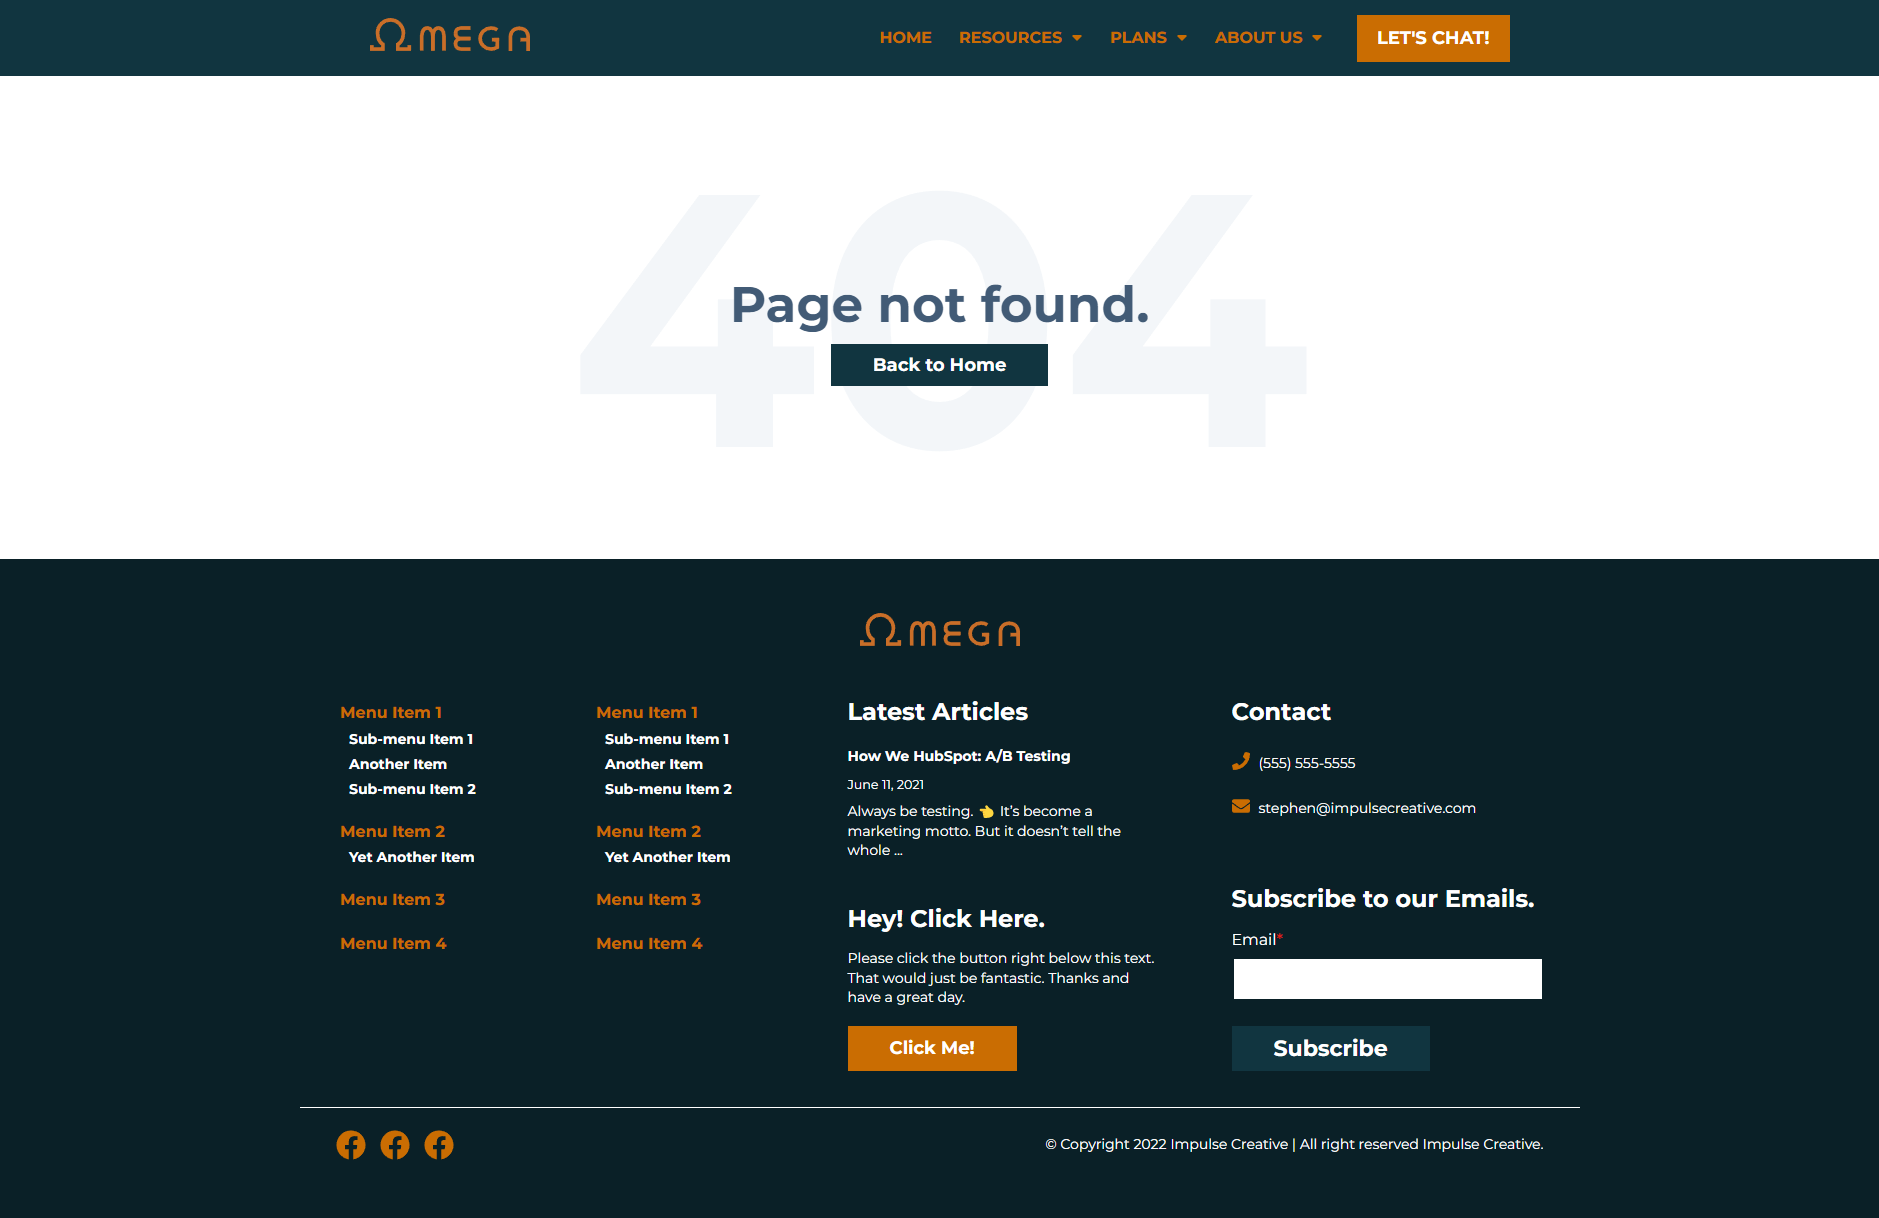 ΩMEGA
HOME RESOURCES PLANS ABOUT US LET'S CHAT!
404
Page not found.
Back to Home
ΩMEGA
Menu Item 1
Sub-menu Item 1
Another Item
Sub-menu Item 2
Menu Item 2
Yet Another Item
Menu Item 3
Menu Item 4
Menu Item 1
Sub-menu Item 1
Another Item
Sub-menu Item 2
Menu Item 2
Yet Another Item
Menu Item 3
Menu Item 4
Latest Articles
How We HubSpot: A/B Testing
June 11, 2021
Always be testing. 👈 It’s become a
marketing motto. But it doesn’t tell the
whole ...
Hey! Click Here.
Please click the button right below this text.
That would just be fantastic. Thanks and
have a great day.
Click Me!
Contact
(555) 555-5555
stephen@impulsecreative.com
Subscribe to our Emails.
Email*
Subscribe
© Copyright 2022 Impulse Creative | All right reserved Impulse Creative.